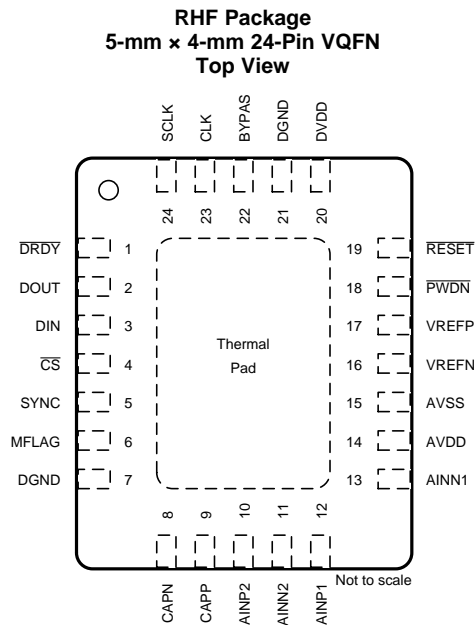 RHF Package
5-mm × 4-mm 24-Pin VQFN
Top View
SCLK
CLK
BYPAS
DGND
DVDD
24
23
22
21
20
DRDY 1
DOUT 2
DIN 3
CS 4
SYNC 5
MFLAG 6
DGND 7
Thermal
Pad
19 RESET
18 PWDN
17 VREFP
16 VREFN
15 AVSS
14 AVDD
13 AINN1
8
9
10
11
12
CAPN
CAPP
AINP2
AINN2
AINP1
Not to scale